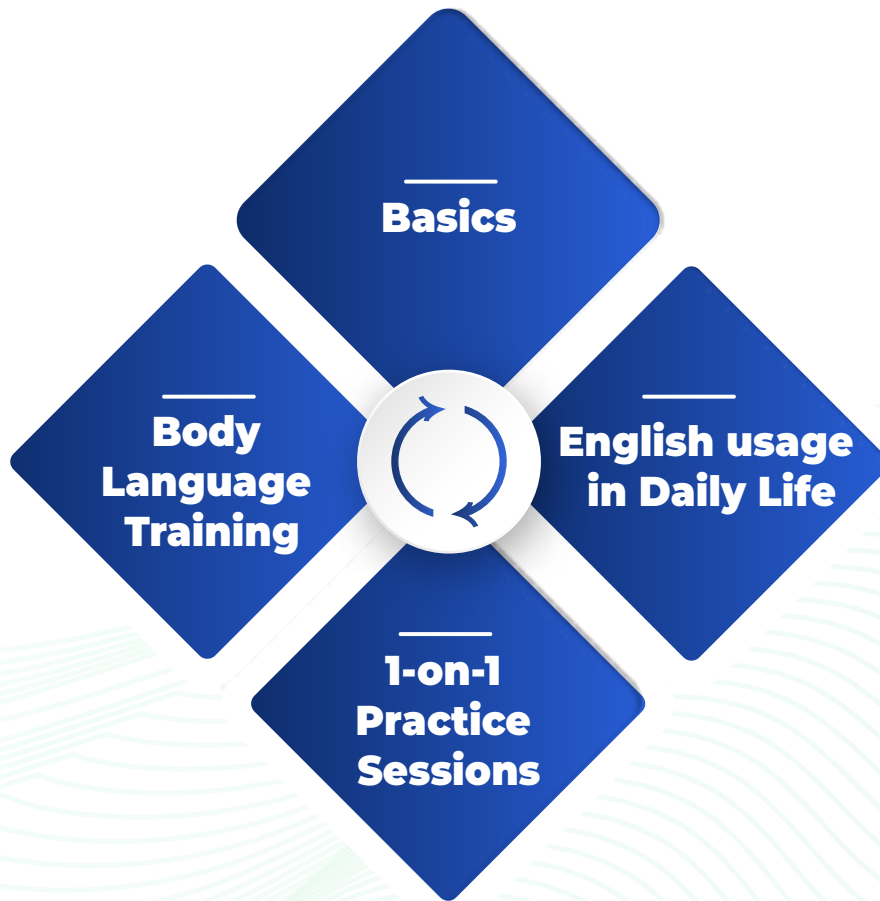 Basics
Body
Language
Training
English usage
in Daily Life
1-on-1
Practice
Sessions